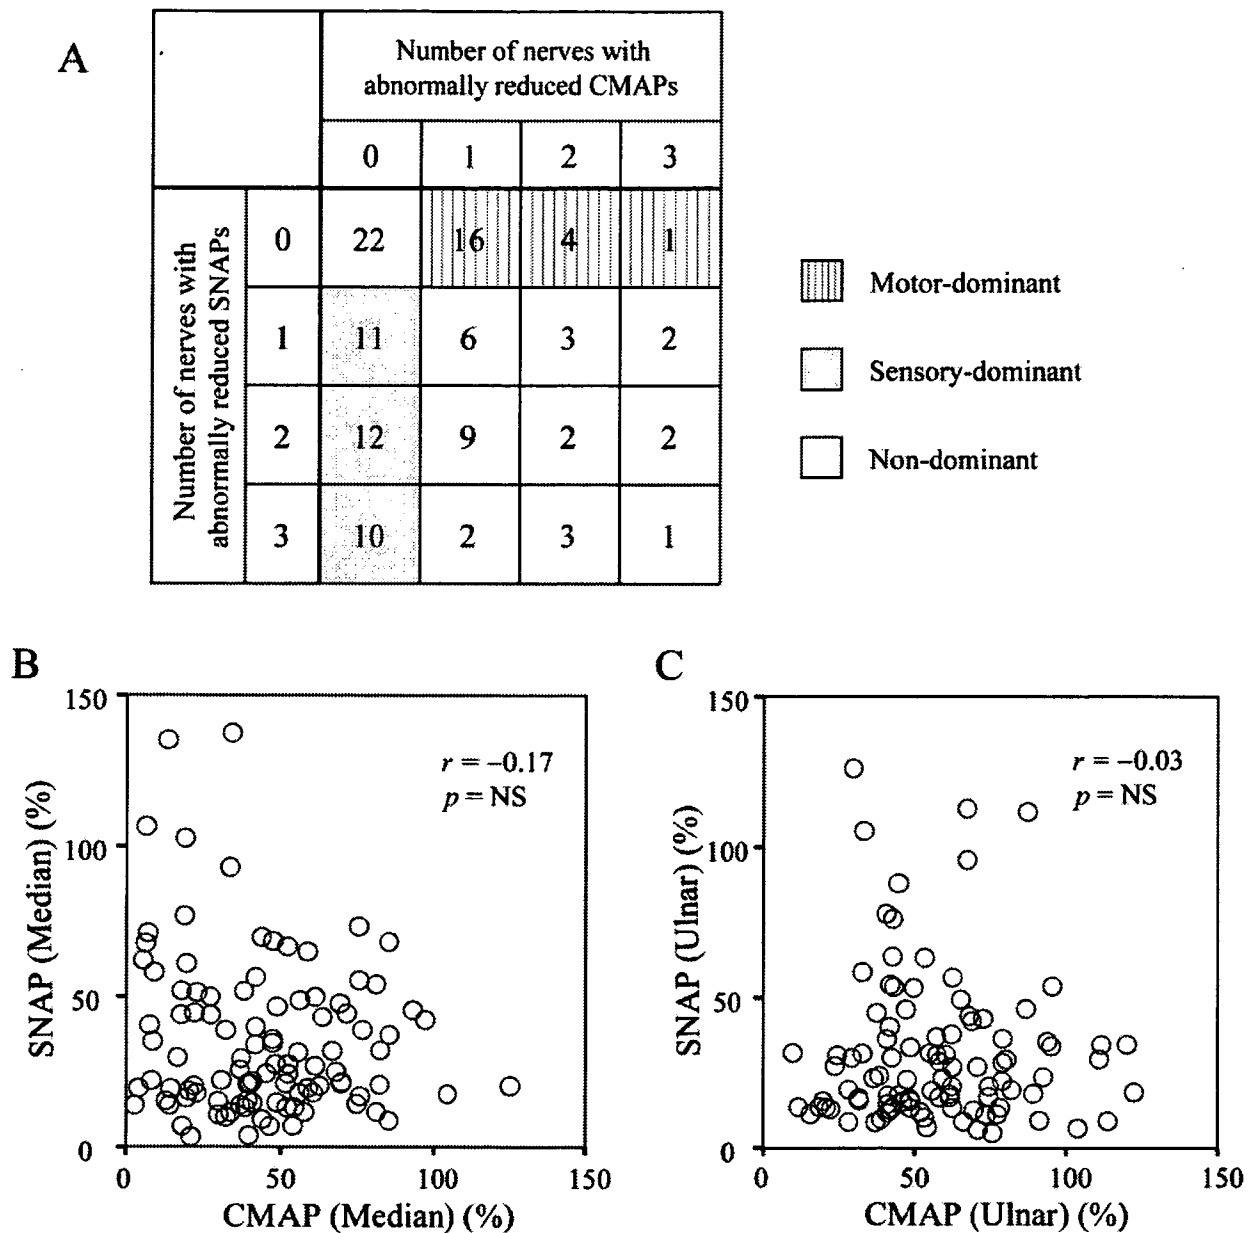 A
Number of nerves with
abnormally reduced CMAPs
0 1 2 3
Number of nerves with
abnormally reduced SNAPs
0 22 16 4 1
1 11 6 3 2
2 12 9 2 2
3 10 2 3 1
Motor-dominant
Sensory-dominant
Non-dominant
B
SNAP (Median) (%)
150
100
50
0
r = –0.17
p = NS
0 50 100 150
CMAP (Median) (%)
C
SNAP (Ulnar) (%)
150
100
50
0
r = –0.03
p = NS
0 50 100 150
CMAP (Ulnar) (%)